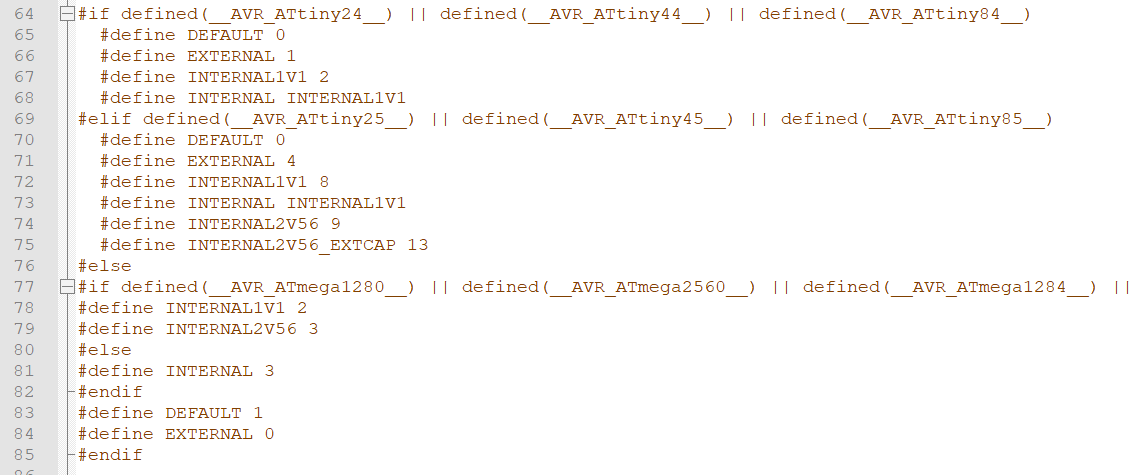 64 #if defined(__AVR_ATtiny24__) || defined(__AVR_ATtiny44__) || defined(__AVR_ATtiny84__)
65   #define DEFAULT 0
66   #define EXTERNAL 1
67   #define INTERNAL1V1 2
68   #define INTERNAL INTERNAL1V1
69 #elif defined(__AVR_ATtiny25__) || defined(__AVR_ATtiny45__) || defined(__AVR_ATtiny85__)
70   #define DEFAULT 0
71   #define EXTERNAL 4
72   #define INTERNAL1V1 8
73   #define INTERNAL INTERNAL1V1
74   #define INTERNAL2V56 9
75   #define INTERNAL2V56_EXTCAP 13
76 #else
77 #if defined(__AVR_ATmega1280__) || defined(__AVR_ATmega2560__) || defined(__AVR_ATmega1284__) ||
78 #define INTERNAL1V1 2
79 #define INTERNAL2V56 3
80 #else
81 #define INTERNAL 3
82 #endif
83 #define DEFAULT 1
84 #define EXTERNAL 0
85 #endif